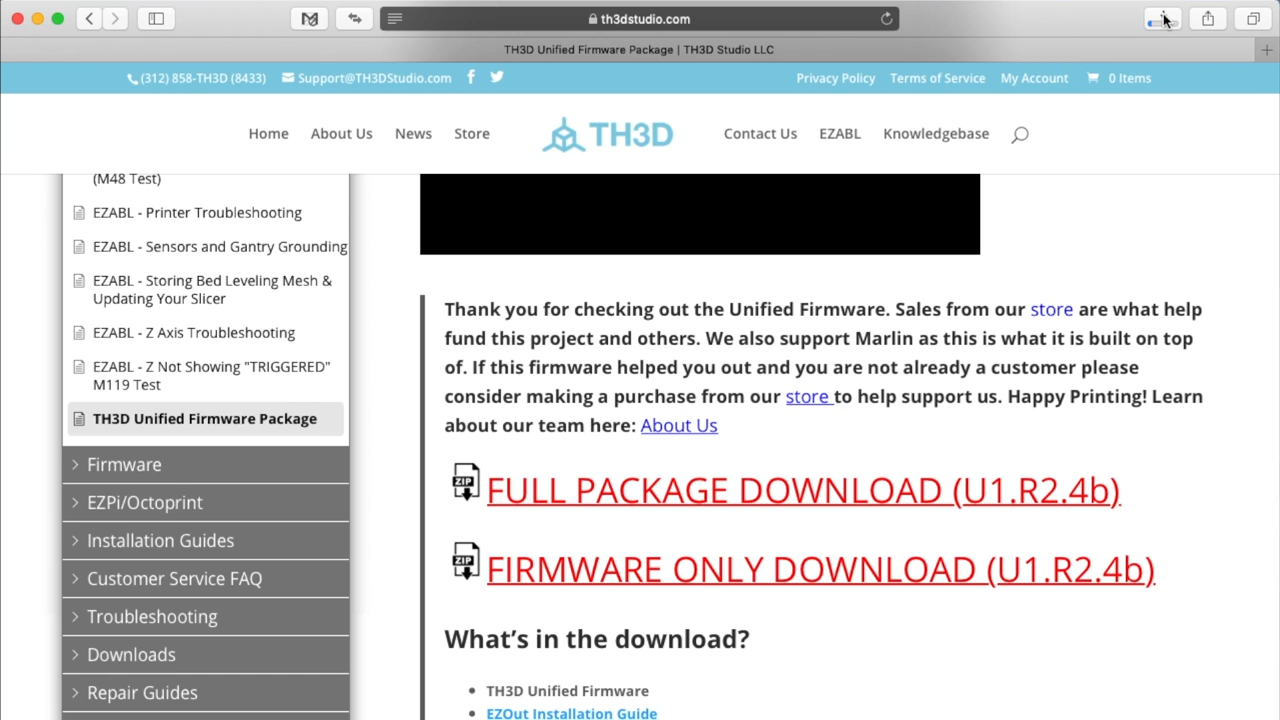 th3dstudio.com
TH3D Unified Firmware Package | TH3D Studio LLC
(312) 858-TH3D (8433)
Support@TH3DStudio.com
Privacy Policy
Terms of Service
My Account
0 Items
Home
About Us
News
Store
TH3D
Contact Us
EZABL
Knowledgebase
(M48 Test)
EZABL - Printer Troubleshooting
EZABL - Sensors and Gantry Grounding
EZABL - Storing Bed Leveling Mesh &
Updating Your Slicer
EZABL - Z Axis Troubleshooting
EZABL - Z Not Showing "TRIGGERED"
M119 Test
TH3D Unified Firmware Package
Firmware
EZPi/Octoprint
Installation Guides
Customer Service FAQ
Troubleshooting
Downloads
Repair Guides
Thank you for checking out the Unified Firmware. Sales from our store are what help
fund this project and others. We also support Marlin as this is what it is built on top
of. If this firmware helped you out and you are not already a customer please
consider making a purchase from our store to help support us. Happy Printing! Learn
about our team here: About Us
ZIP
FULL PACKAGE DOWNLOAD (U1.R2.4b)
ZIP
FIRMWARE ONLY DOWNLOAD (U1.R2.4b)
What's in the download?
TH3D Unified Firmware
EZOut Installation Guide